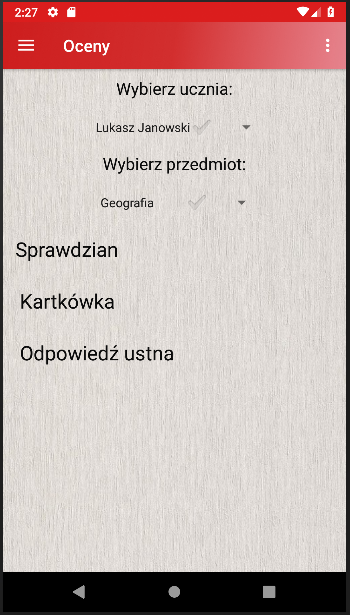 2:27
Oceny
Wybierz ucznia:
Lukasz Janowski
Wybierz przedmiot:
Geografia
Sprawdzian
Kartkówka
Odpowiedź ustna